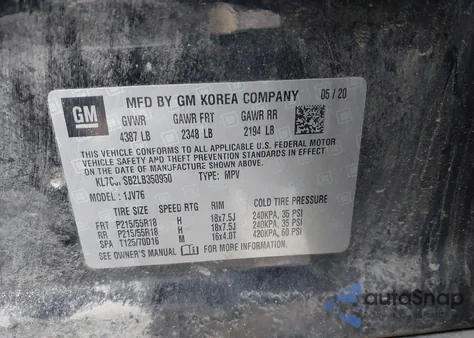 GM
MFD BY GM KOREA COMPANY 05/20
GVWR GAWR FRT GAWR RR
4387 LB 2348 LB 2194 LB
THIS VEHICLE CONFORMS TO ALL APPLICABLE U.S. FEDERAL MOTOR
VEHICLE SAFETY AND THEFT PREVENTION STANDARDS IN EFFECT ON THE
DATE OF MANUFACTURE SHOWN ABOVE.
TYPE: MPV
MODEL: 1JV76
TIRE SIZE SPEED RTG RIM COLD TIRE PRESSURE
FRT P215/55R18 H 18x7.5J 240KPA, 35 PSI
RR P215/55R18 H 18x7.5J 240KPA, 35 PSI
SPA T125/70D16 M 16x4.0T 420KPA, 60 PSI
SEE OWNER'S MANUAL FOR MORE INFORMATION
autoSnap